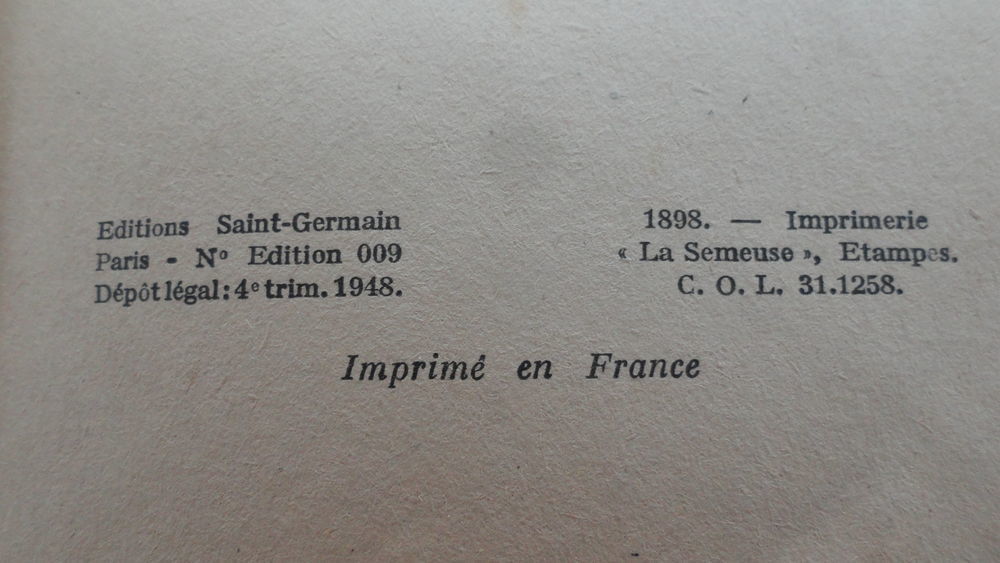 Editions Saint-Germain
Paris - Nº Edition 009
Dépôt légal : 4e trim. 1948.
1898. — Imprimerie
« La Semeuse », Etampes.
C. O. L. 31.1258.
Imprimé en France